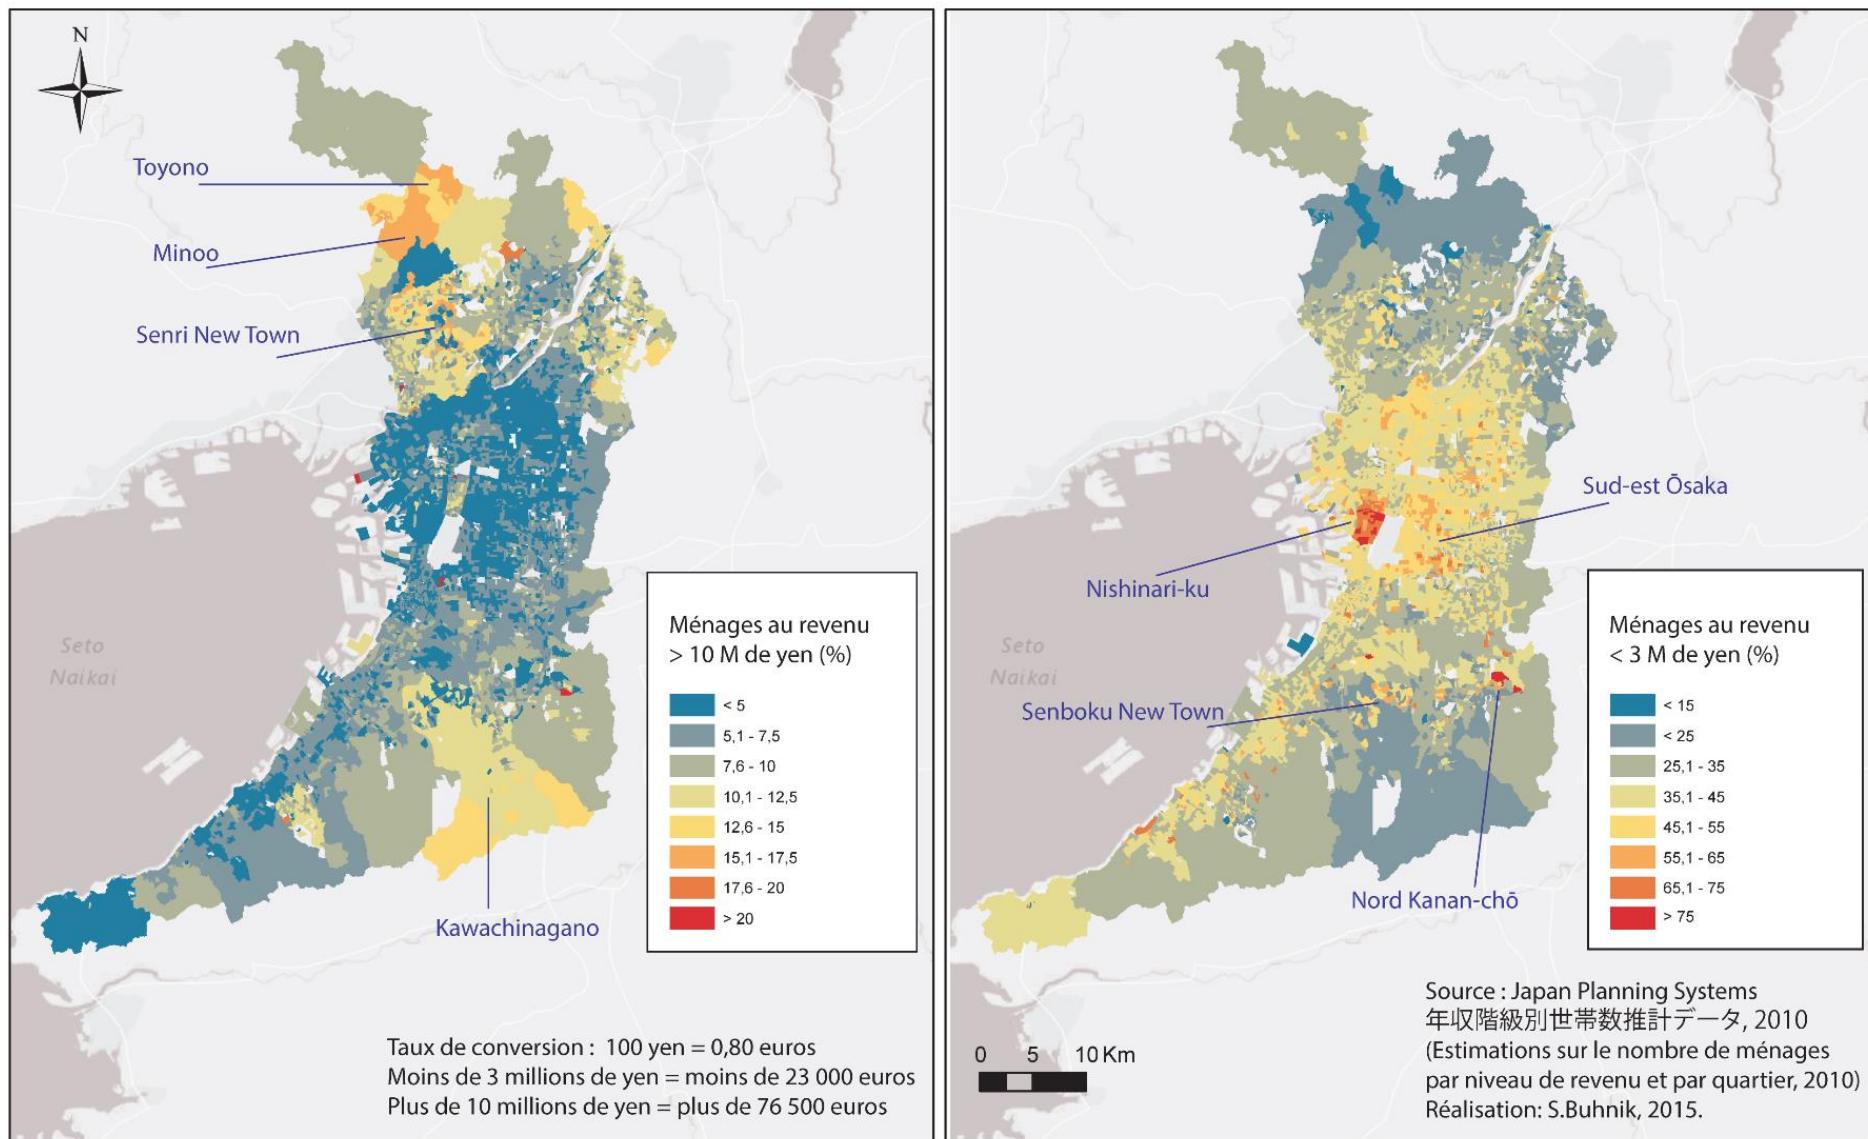 N
Toyono
Minoo
Senri New Town
Seto
Naikai
Kawachinagano
Ménages au revenu
> 10 M de yen (%)
< 5
5,1 - 7,5
7,6 - 10
10,1 - 12,5
12,6 - 15
15,1 - 17,5
17,6 - 20
> 20
Taux de conversion : 100 yen = 0,80 euros
Moins de 3 millions de yen = moins de 23 000 euros
Plus de 10 millions de yen = plus de 76 500 euros
Sud-est Ōsaka
Nishinari-ku
Seto
Naikai
Senboku New Town
Nord Kanan-chō
Ménages au revenu
< 3 M de yen (%)
< 15
< 25
25,1 - 35
35,1 - 45
45,1 - 55
55,1 - 65
65,1 - 75
> 75
0 5 10 Km
Source : Japan Planning Systems
年収階級別世帯数推計データ, 2010
(Estimations sur le nombre de ménages
par niveau de revenu et par quartier, 2010)
Réalisation: S.Buhnik, 2015.